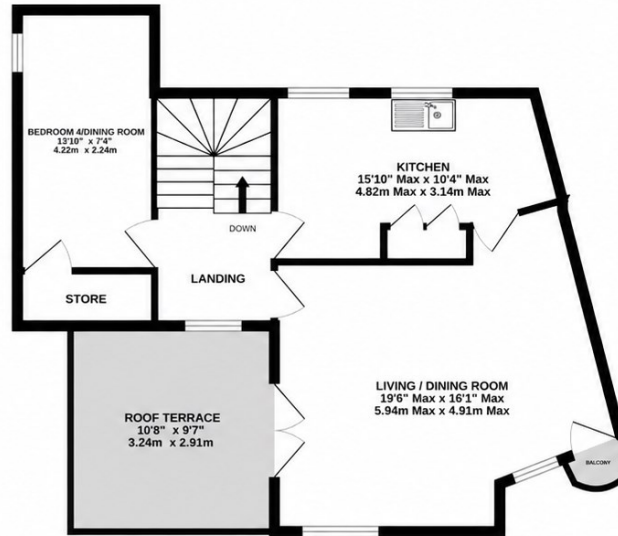 BEDROOM 4/DINING ROOM
13'10" x 7'4"
4.22m x 2.24m
KITCHEN
15'10" Max x 10'4" Max
4.82m Max x 3.14m Max
DOWN
LANDING
STORE
LIVING / DINING ROOM
19'6" Max x 16'1" Max
5.94m Max x 4.91m Max
ROOF TERRACE
10'8" x 9'7"
3.24m x 2.91m
BALCONY